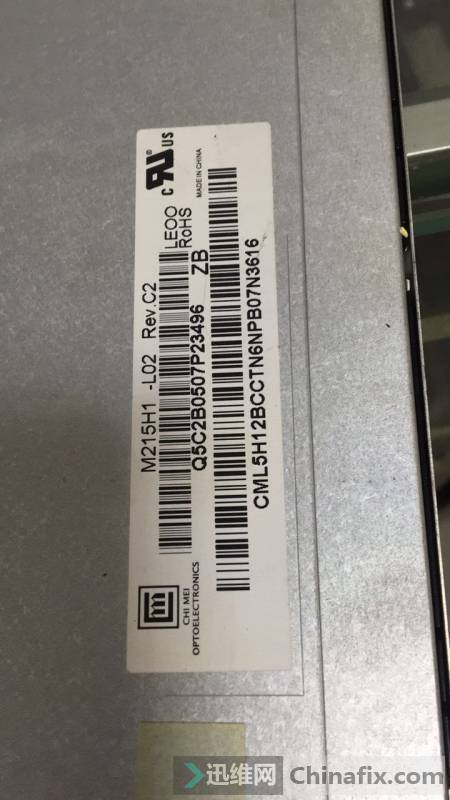 CHI MEI
OPTOELECTRONICS
M215H1 -L02 Rev.C2
LEOO
RoHS
c RU® US
MADE IN CHINA
Q5C2B0507P23496 ZB
CML5H12BCCTN6NPB07N3616
迅维网 Chinafix.com